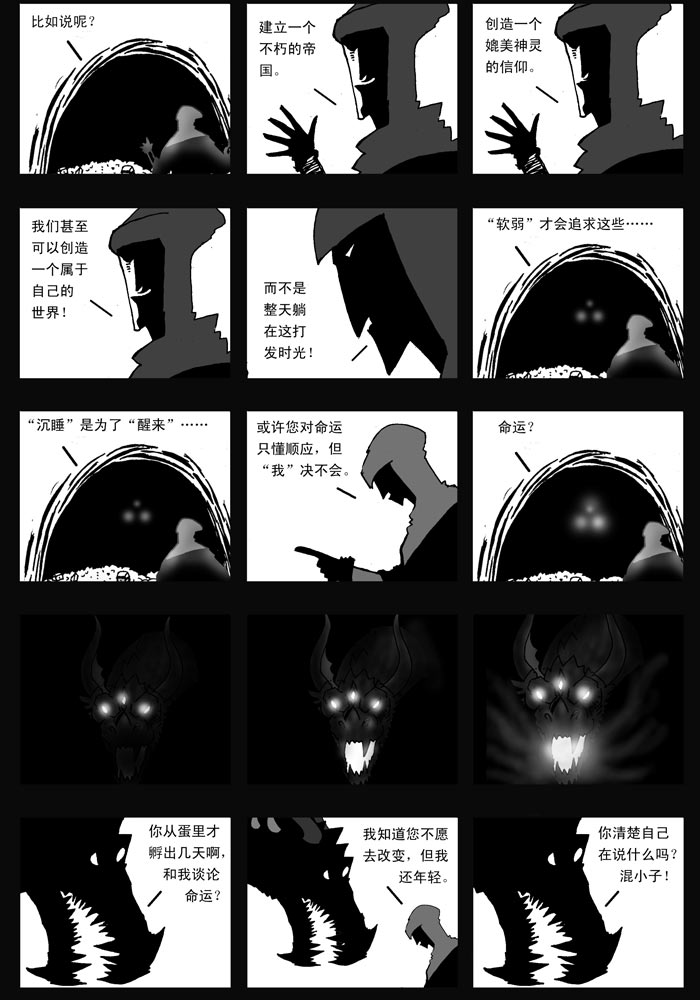 比如说呢？
建立一个
不朽的帝
国。
创造一个
媲美神灵
的信仰。
我们甚至
可以创造
一个属于
自己的
世界！
而不是
整天躺
在这打
发时光！
“软弱”才会追求这些……
“沉睡”是为了“醒来”……
或许您对命运
只懂顺应，但
“我”决不会。
命运？
你从蛋里才
孵出几天啊，
和我谈论
命运？
我知道您不愿
去改变，但我
还年轻。
你清楚自己
在说什么吗？
混小子！